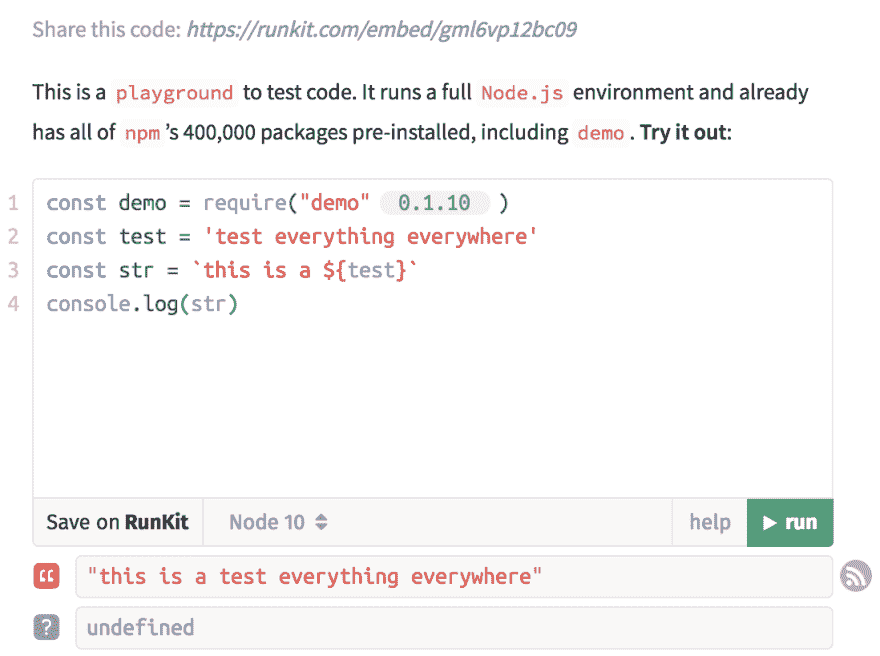 Share this code: https://runkit.com/embed/gml6vp12bc09
This is a playground to test code. It runs a full Node.js environment and already
has all of npm's 400,000 packages pre-installed, including demo. Try it out:
1 const demo = require("demo" 0.1.10 )
2 const test = 'test everything everywhere'
3 const str = `this is a ${test}`
4 console.log(str)
Save on RunKit Node 10 help run
"this is a test everything everywhere"
? undefined